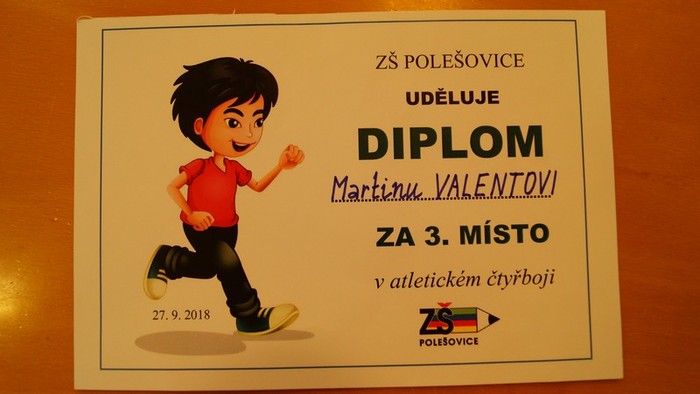 ZŠ POLEŠOVICE
UDĚLUJE
DIPLOM
Martinu VALENTOVI
ZA 3. MÍSTO
v atletickém čtyřboji
27. 9. 2018
ZŠ
POLEŠOVICE